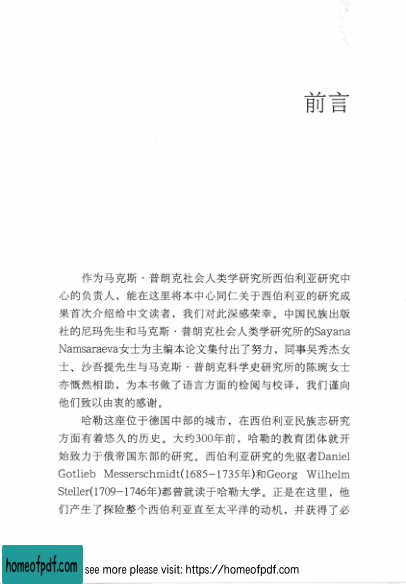 前言
作为马克斯·普朗克社会人类学研究所西伯利亚研究中
心的负责人，能在这里将本中心同仁关于西伯利亚的研究成
果首次介绍给中文读者，我们对此深感荣幸。中国民族出版
社的尼玛先生和马克斯·普朗克社会人类学研究所的Sayana
Namsaraeva女士为主编本论文集付出了努力，同事吴秀杰女
士、沙吾提先生与马克斯·普朗克科学史研究所的陈琬女士
亦慨然相助，为本书做了语言方面的检阅与校译，我们谨向
他们致以由衷的感谢。
哈勒这座位于德国中部的城市，在西伯利亚民族志研究
方面有着悠久的历史。大约300年前，哈勒的教育团体就开
始致力于俄帝国东部的研究。西伯利亚研究的先驱者Daniel
Gotlieb Messerschmidt(1685–1735年)和Georg Wilhelm
Steller(1709–1746年)都曾就读于哈勒大学。正是在这里，他
们产生了探险整个西伯利亚直至太平洋的动机，并获得了必
homeofpdf.com
see more please visit: https://homeofpdf.com